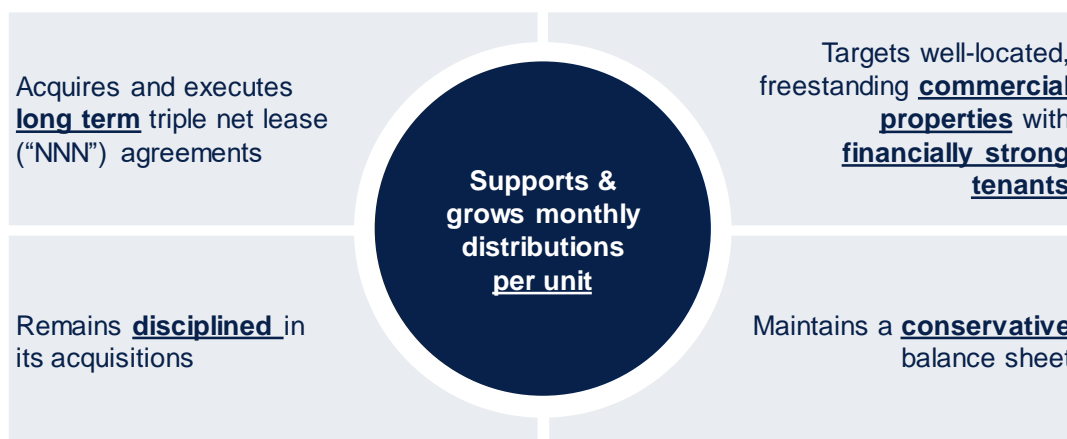 Acquires and executes
long term triple net lease
(“NNN”) agreements
Targets well-located,
freestanding commercial
properties with
financially strong
tenants
Supports &
grows monthly
distributions
per unit
Remains disciplined in
its acquisitions
Maintains a conservative
balance sheet